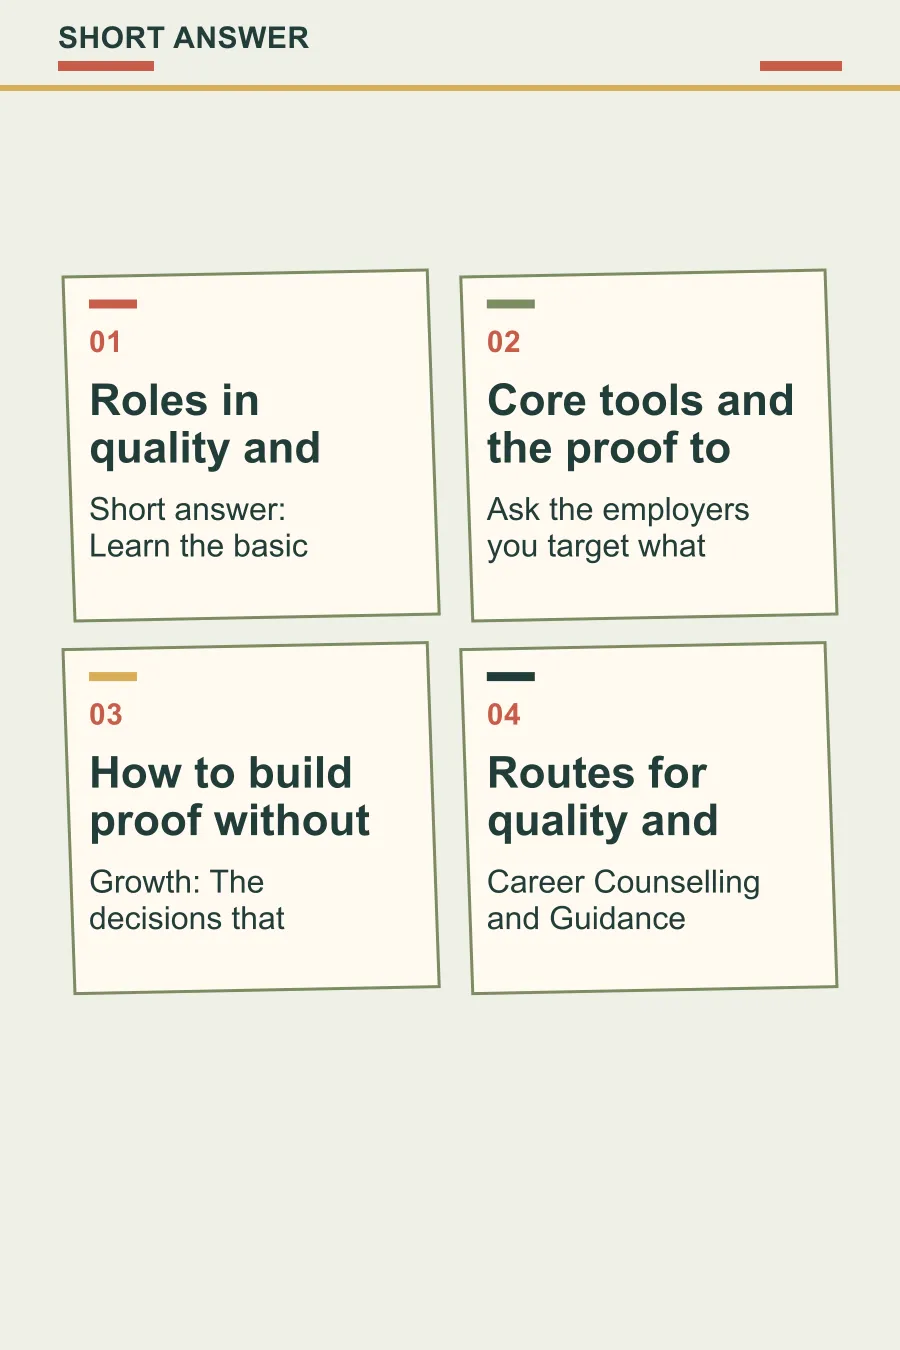 SHORT ANSWER
01
Roles in
quality and
Short answer:
Learn the basic
02
Core tools and
the proof to
Ask the employers
you target what
03
How to build
proof without
Growth: The
decisions that
04
Routes for
quality and
Career Counselling
and Guidance